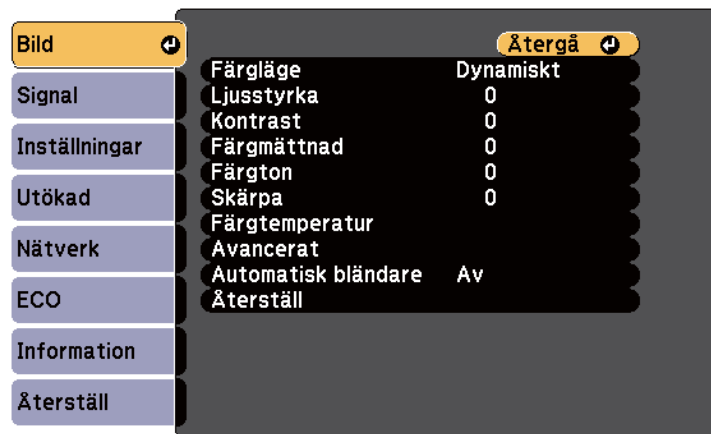 Bild
Signal
Inställningar
Utökad
Nätverk
ECO
Information
Återställ
Återgå
Färgläge Dynamiskt
Ljusstyrka 0
Kontrast 0
Färgmättnad 0
Färgton 0
Skärpa 0
Färgtemperatur
Avancerat
Automatisk bländare Av
Återställ